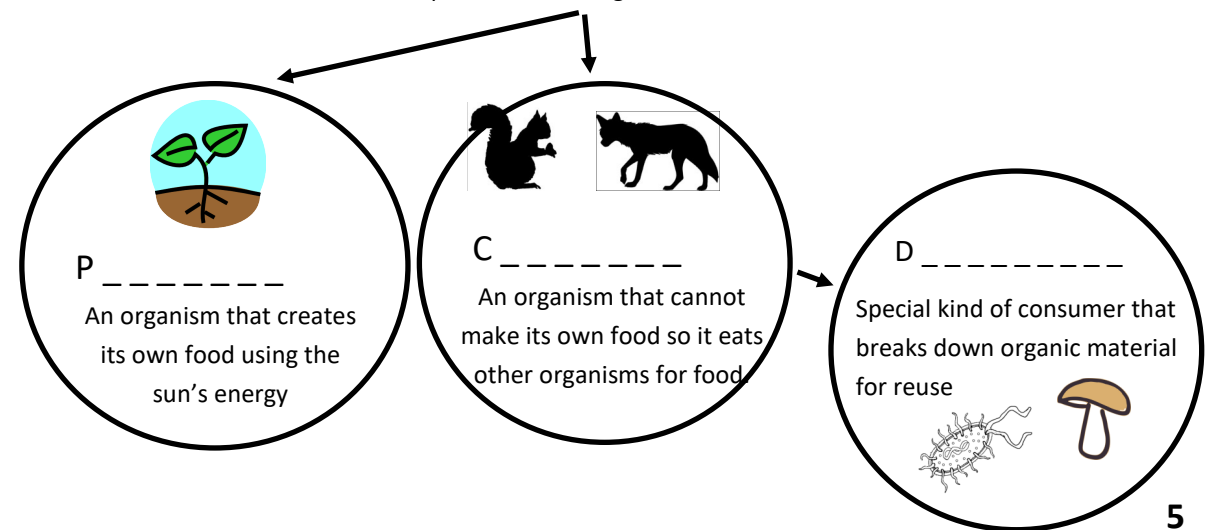 P _ _ _ _ _ _ _
An organism that creates
its own food using the
sun's energy
C _ _ _ _ _ _ _
An organism that cannot
make its own food so it eats
other organisms for food.
D _ _ _ _ _ _ _ _ _
Special kind of consumer that
breaks down organic material
for reuse
5